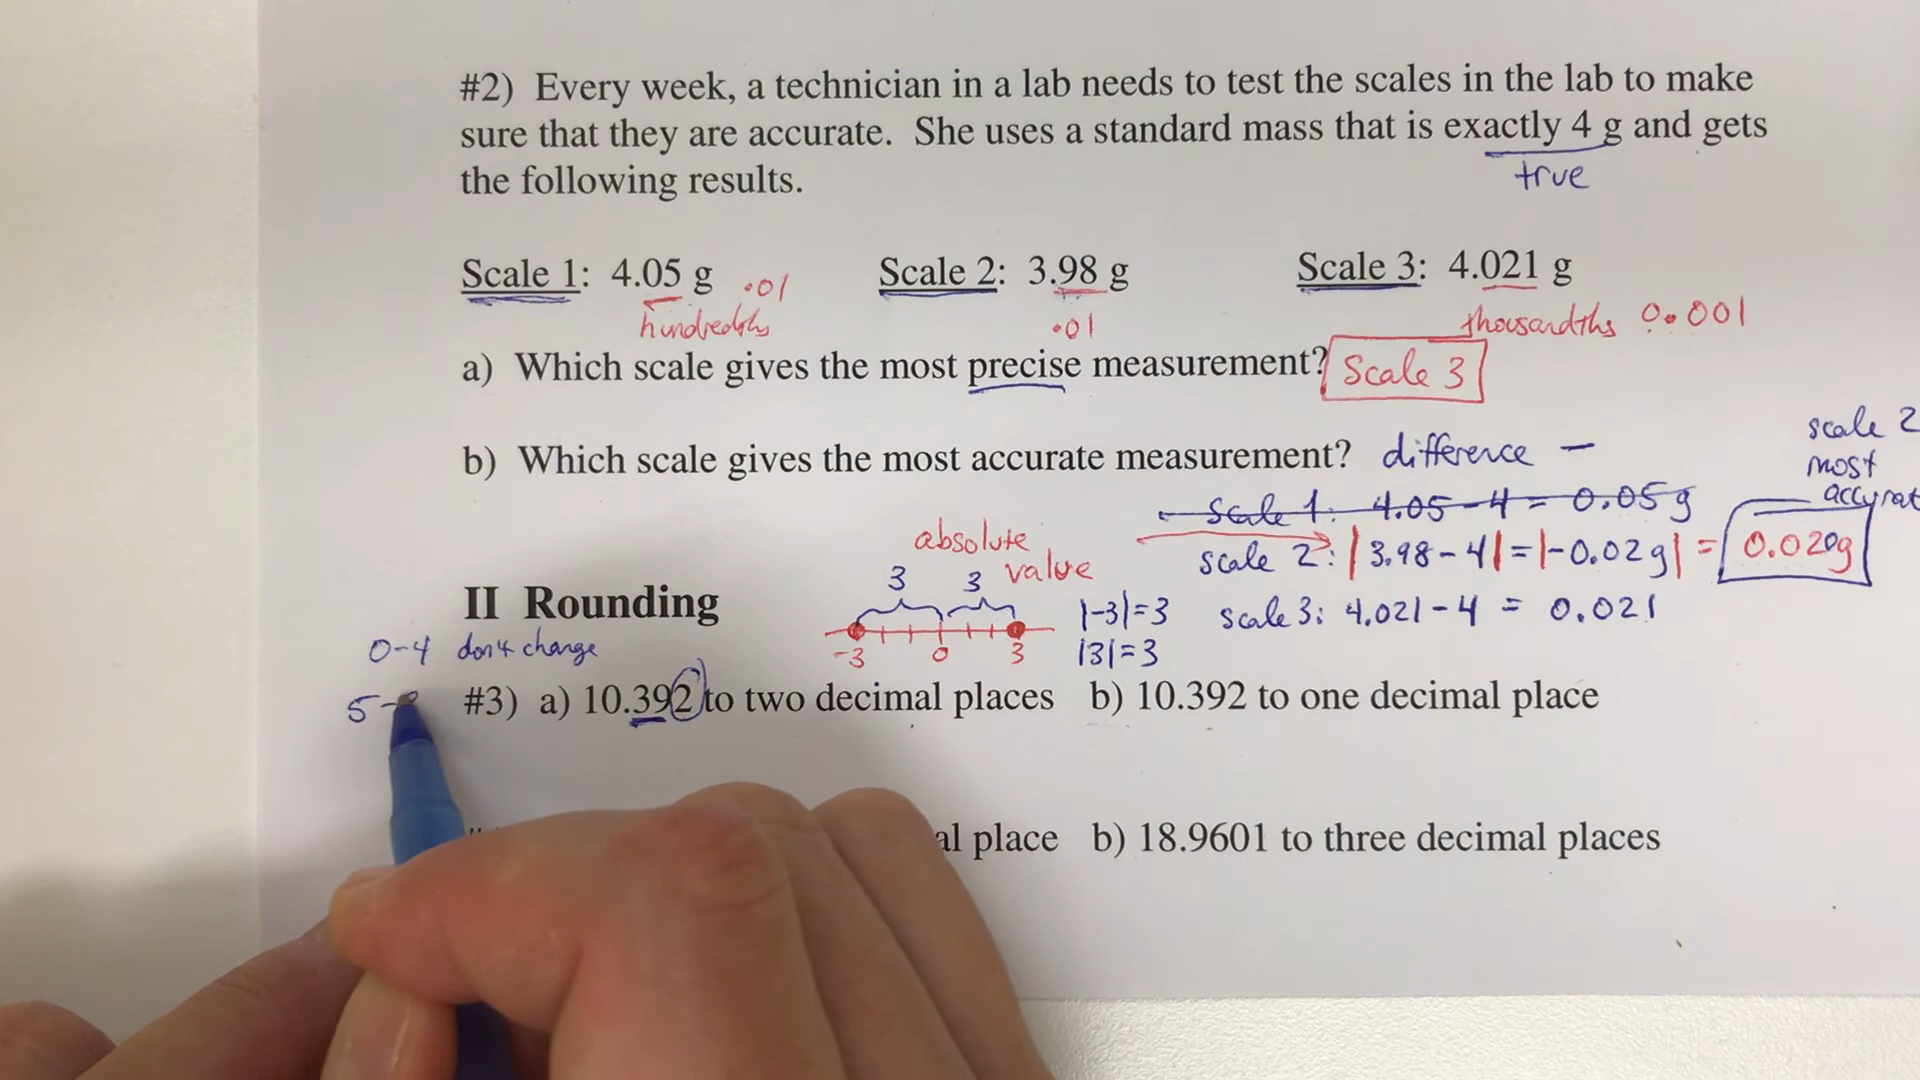 #2) Every week, a technician in a lab needs to test the scales in the lab to make
sure that they are accurate. She uses a standard mass that is exactly 4 g and gets
the following results.
true
Scale 1: 4.05 g .01
hundredths
Scale 2: 3.98 g
.01
Scale 3: 4.021 g
thousandths 0.001
a) Which scale gives the most precise measurement? Scale 3
b) Which scale gives the most accurate measurement? difference −
scale 2
most
scale 1: 4.05 − 4 = 0.05 g
scale 2: |3.98 − 4| = |−0.02 g| = 0.020g
scale 3: 4.021 − 4 = 0.021
absolute
value
3 3
-3 0 3
|-3| = 3
|3| = 3
II Rounding
0-4 don't change
5-
#3) a) 10.392 to two decimal places b) 10.392 to one decimal place
al place b) 18.9601 to three decimal places